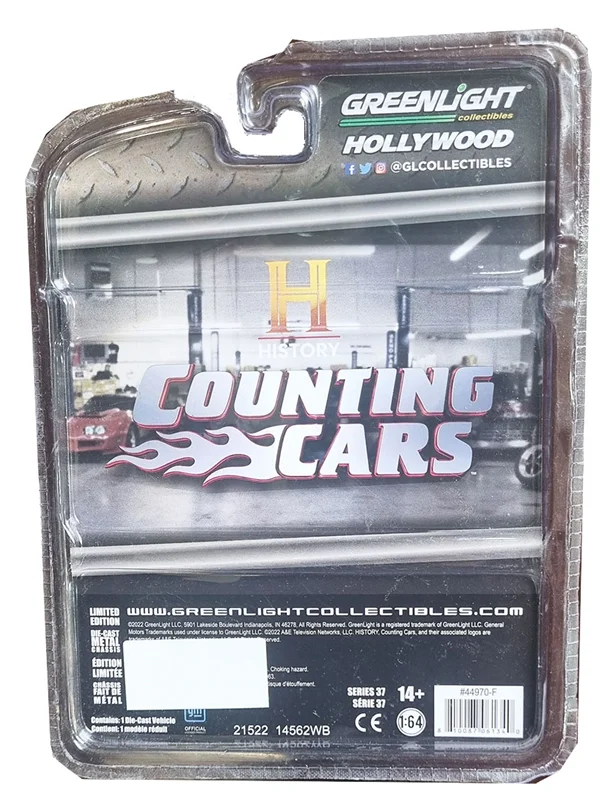 GREENLiGHT
collectibles
HOLLYWOOD
@GLCOLLECTIBLES
H
HISTORY
COUNTING
CARS
LIMITED EDITION
DIE-CAST METAL CHASSIS
ÉDITION LIMITÉE
CHÂSSIS FAIT DE MÉTAL
www.GREENLIGHTCOLLECTIBLES.com
©2022 GreenLight LLC, 5901 Lakeside Boulevard Indianapolis, IN 46278, All Rights Reserved. GreenLight is a registered trademark of GreenLight LLC. General
Motors Trademarks used under license to GreenLight LLC. ©2022 A&E Television Networks, LLC. HISTORY, Counting Cars, and their associated logos are
Choking hazard.
d'étouffement.
Contains: 1 Die-Cast Vehicle
Contient: 1 modèle réduit
gm
OFFICIAL
21522 14562WB
SERIES 37
SÉRIE 37
14+
CE
1:64
#44970-F